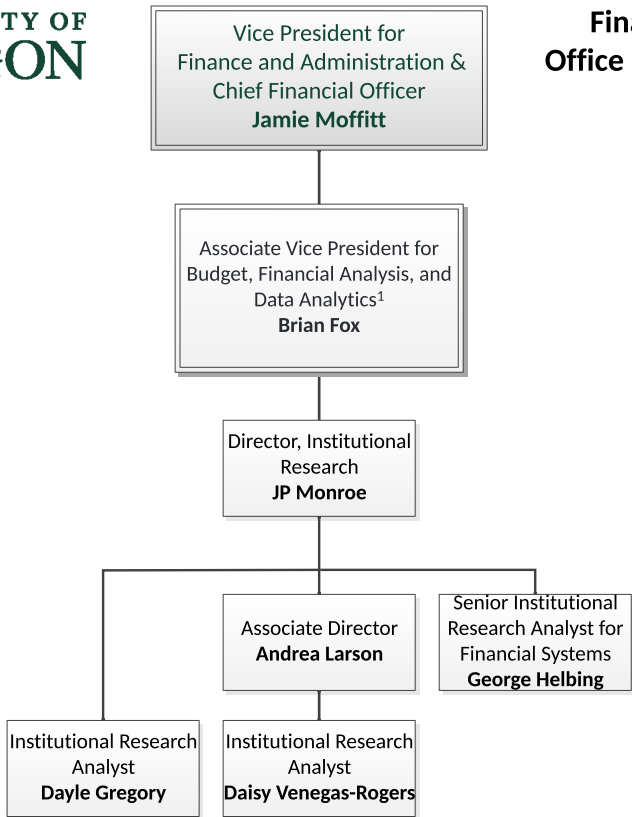 TY OF
ON
Fina
Office
Vice President for
Finance and Administration &
Chief Financial Officer
Jamie Moffitt
Associate Vice President for
Budget, Financial Analysis, and
Data Analytics¹
Brian Fox
Director, Institutional
Research
JP Monroe
Associate Director
Andrea Larson
Senior Institutional
Research Analyst for
Financial Systems
George Helbing
Institutional Research
Analyst
Dayle Gregory
Institutional Research
Analyst
Daisy Venegas-Rogers